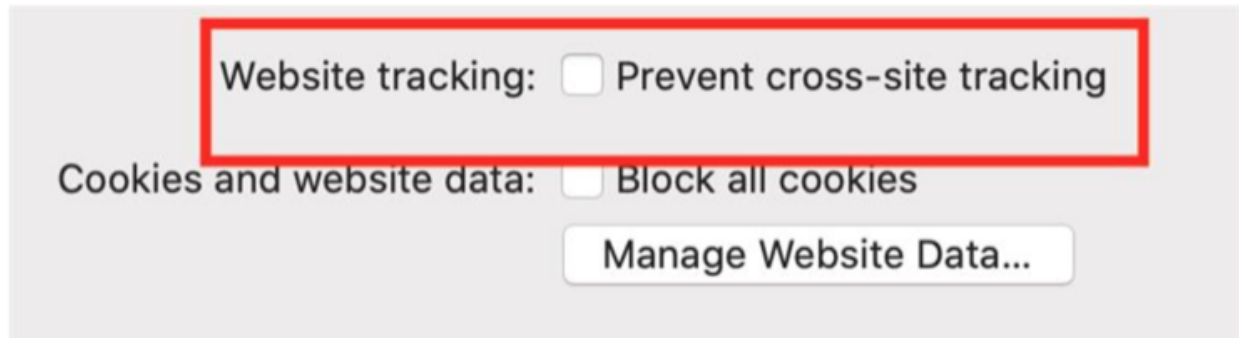 Website tracking: Prevent cross-site tracking
Cookies and website data: Block all cookies
Manage Website Data...